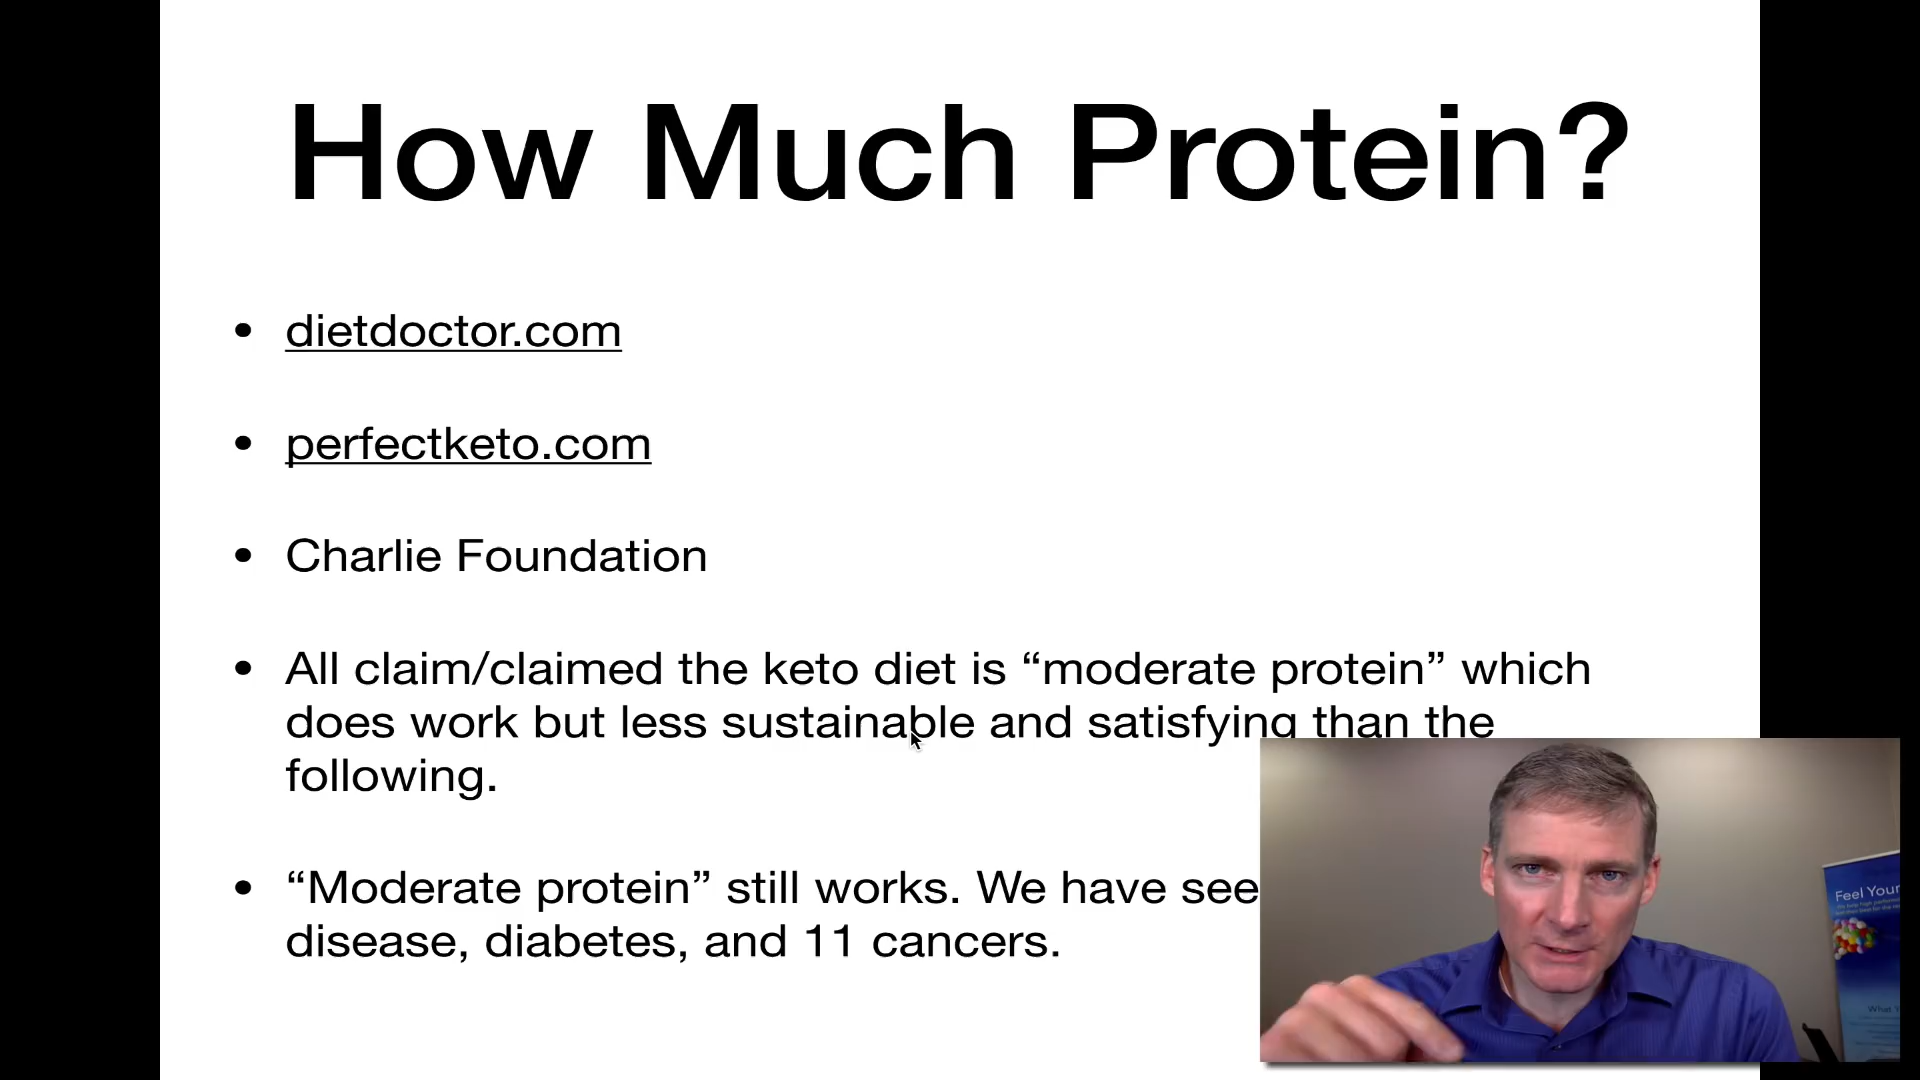 How Much Protein?
• dietdoctor.com
• perfectketo.com
• Charlie Foundation
• All claim/claimed the keto diet is “moderate protein” which
does work but less sustainable and satisfying than the
following.
• “Moderate protein” still works. We have see
disease, diabetes, and 11 cancers.
Feel Your
What